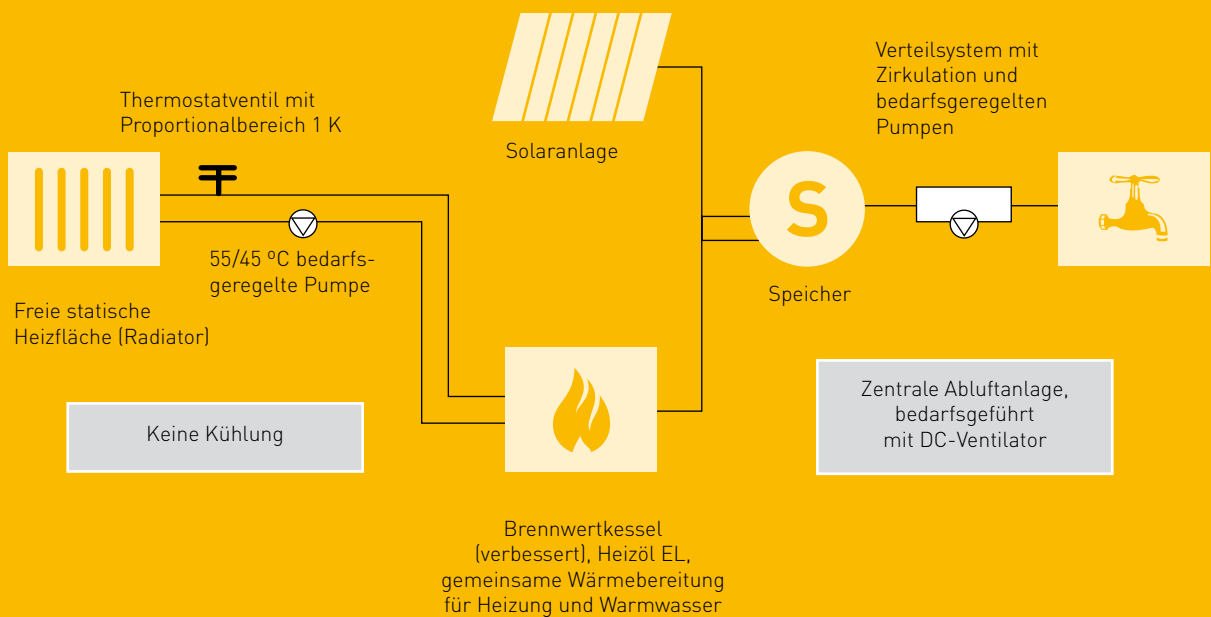 Thermostatventil mit
Proportionalbereich 1 K
Solaranlage
Verteilsystem mit
Zirkulation und
bedarfsgeregelten
Pumpen
55/45 ºC bedarfs-
geregelte Pumpe
Freie statische
Heizfläche (Radiator)
S
Speicher
Keine Kühlung
Zentrale Abluftanlage,
bedarfsgeführt
mit DC-Ventilator
Brennwertkessel
(verbessert), Heizöl EL,
gemeinsame Wärmebereitung
für Heizung und Warmwasser